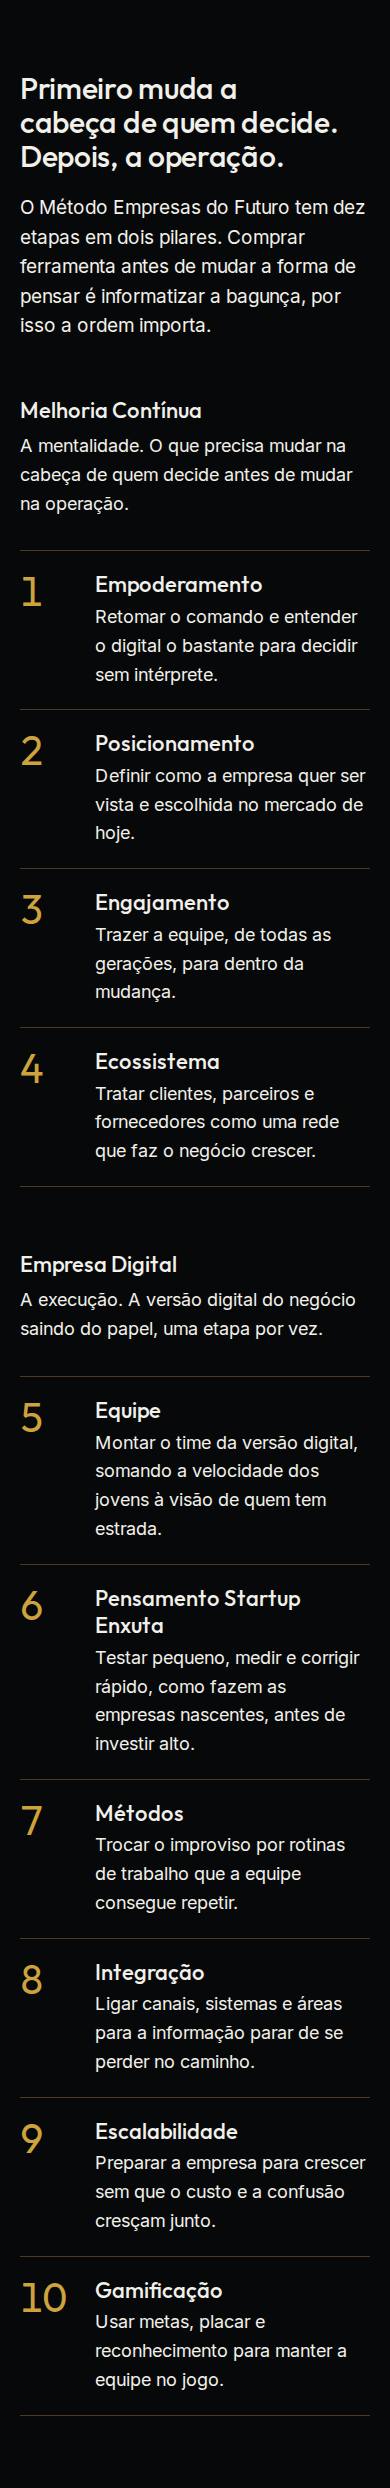 Primeiro muda a
cabeça de quem decide.
Depois, a operação.
O Método Empresas do Futuro tem dez
etapas em dois pilares. Comprar
ferramenta antes de mudar a forma de
pensar é informatizar a bagunça, por
isso a ordem importa.
Melhoria Contínua
A mentalidade. O que precisa mudar na
cabeça de quem decide antes de mudar
na operação.
1
Empoderamento
Retomar o comando e entender
o digital o bastante para decidir
sem intérprete.
2
Posicionamento
Definir como a empresa quer ser
vista e escolhida no mercado de
hoje.
3
Engajamento
Trazer a equipe, de todas as
gerações, para dentro da
mudança.
4
Ecossistema
Tratar clientes, parceiros e
fornecedores como uma rede
que faz o negócio crescer.
Empresa Digital
A execução. A versão digital do negócio
saindo do papel, uma etapa por vez.
5
Equipe
Montar o time da versão digital,
somando a velocidade dos
jovens à visão de quem tem
estrada.
6
Pensamento Startup
Enxuta
Testar pequeno, medir e corrigir
rápido, como fazem as
empresas nascentes, antes de
investir alto.
7
Métodos
Trocar o improviso por rotinas
de trabalho que a equipe
consegue repetir.
8
Integração
Ligar canais, sistemas e áreas
para a informação parar de se
perder no caminho.
9
Escalabilidade
Preparar a empresa para crescer
sem que o custo e a confusão
cresçam junto.
10
Gamificação
Usar metas, placar e
reconhecimento para manter a
equipe no jogo.